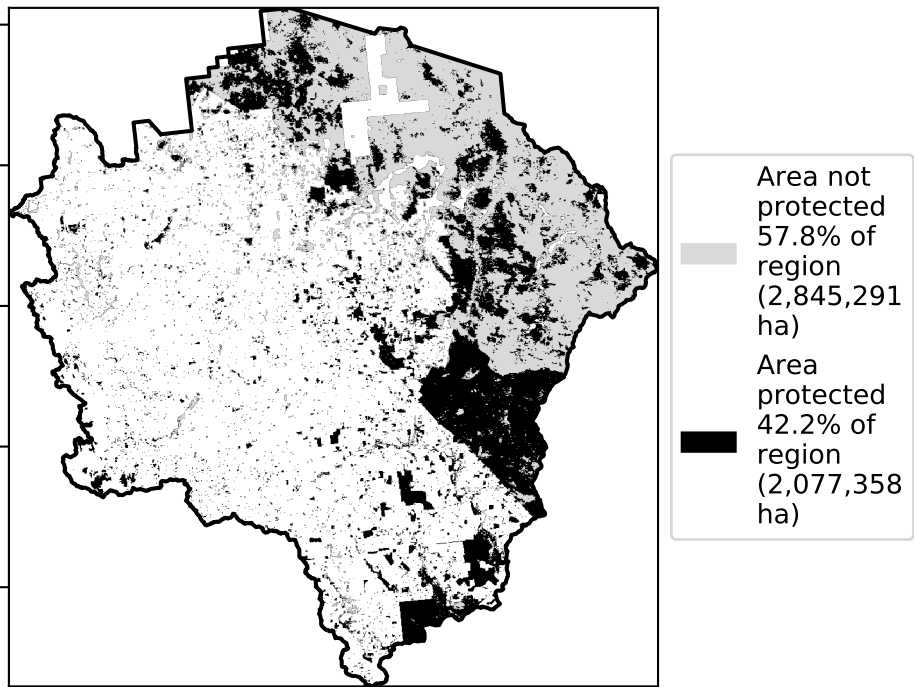 Area not
protected
57.8% of
region
(2,845,291
ha)
Area
protected
42.2% of
region
(2,077,358
ha)